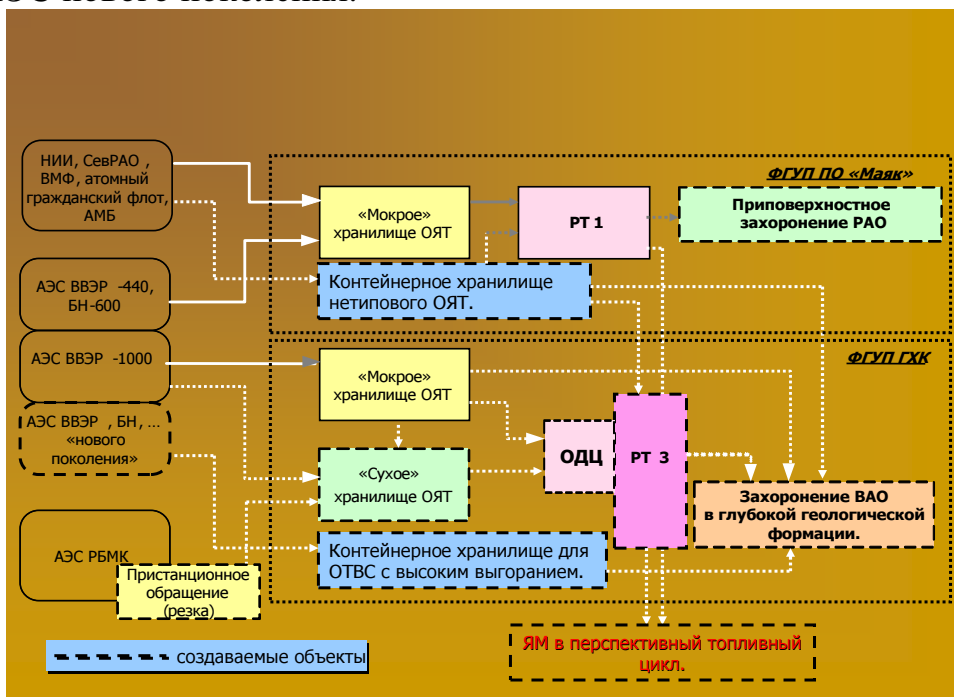 НИИ, СевРАО ,
ВМФ, атомный
гражданский флот,
АМБ
АЭС ВВЭР -440,
БН-600
АЭС ВВЭР -1000
АЭС ВВЭР , БН, ...
«нового
поколения»
АЭС РБМК
Пристанционное
обращение
(резка)
создаваемые объекты
ФГУП ПО «Маяк»
«Мокрое»
хранилище ОЯТ
РТ 1
Приповерхностное
захоронение РАО
Контейнерное хранилище
нетипового ОЯТ.
ФГУП ГХК
«Мокрое»
хранилище ОЯТ
«Сухое»
хранилище ОЯТ
ОДЦ
РТ 3
Захоронение ВАО
в глубокой геологической
формации.
Контейнерное хранилище для
ОТВС с высоким выгоранием.
ЯМ в перспективный топливный
цикл.